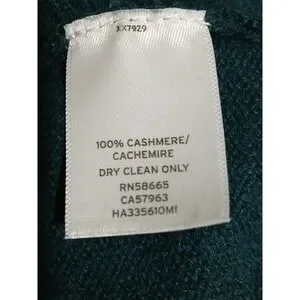 XX7929
100% CASHMERE/
CACHEMIRE
DRY CLEAN ONLY
RN58665
CA57963
HA335610MI